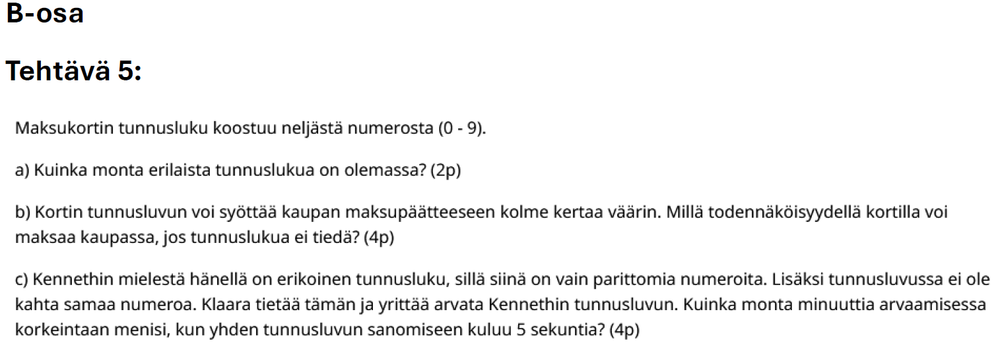 B-osa
Tehtävä 5:
Maksukortin tunnusluku koostuu neljästä numerosta (0 - 9).
a) Kuinka monta erilaista tunnuslukua on olemassa? (2p)
b) Kortin tunnusluvun voi syöttää kaupan maksupäätteeseen kolme kertaa väärin. Millä todennäköisyydellä kortilla voi
maksaa kaupassa, jos tunnuslukua ei tiedä? (4p)
c) Kennethin mielestä hänellä on erikoinen tunnusluku, sillä siinä on vain parittomia numeroita. Lisäksi tunnusluvussa ei ole
kahta samaa numeroa. Klaara tietää tämän ja yrittää arvata Kennethin tunnusluvun. Kuinka monta minuuttia arvaamisessa
korkeintaan menisi, kun yhden tunnusluvun sanomiseen kuluu 5 sekuntia? (4p)